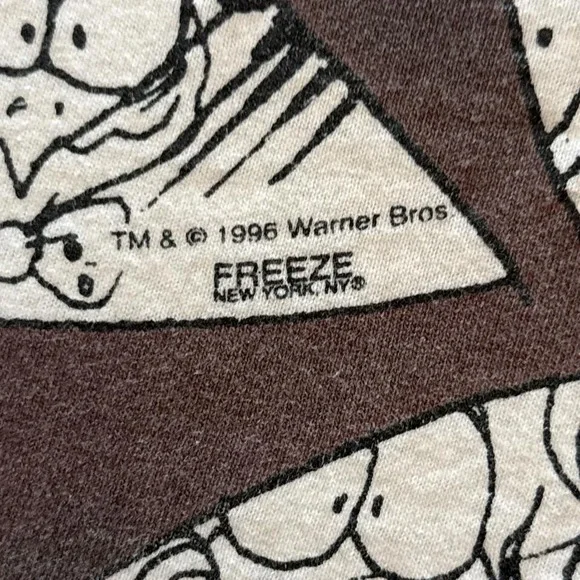 TM & © 1996 Warner Bros
FREEZE
NEW YORK, NY®